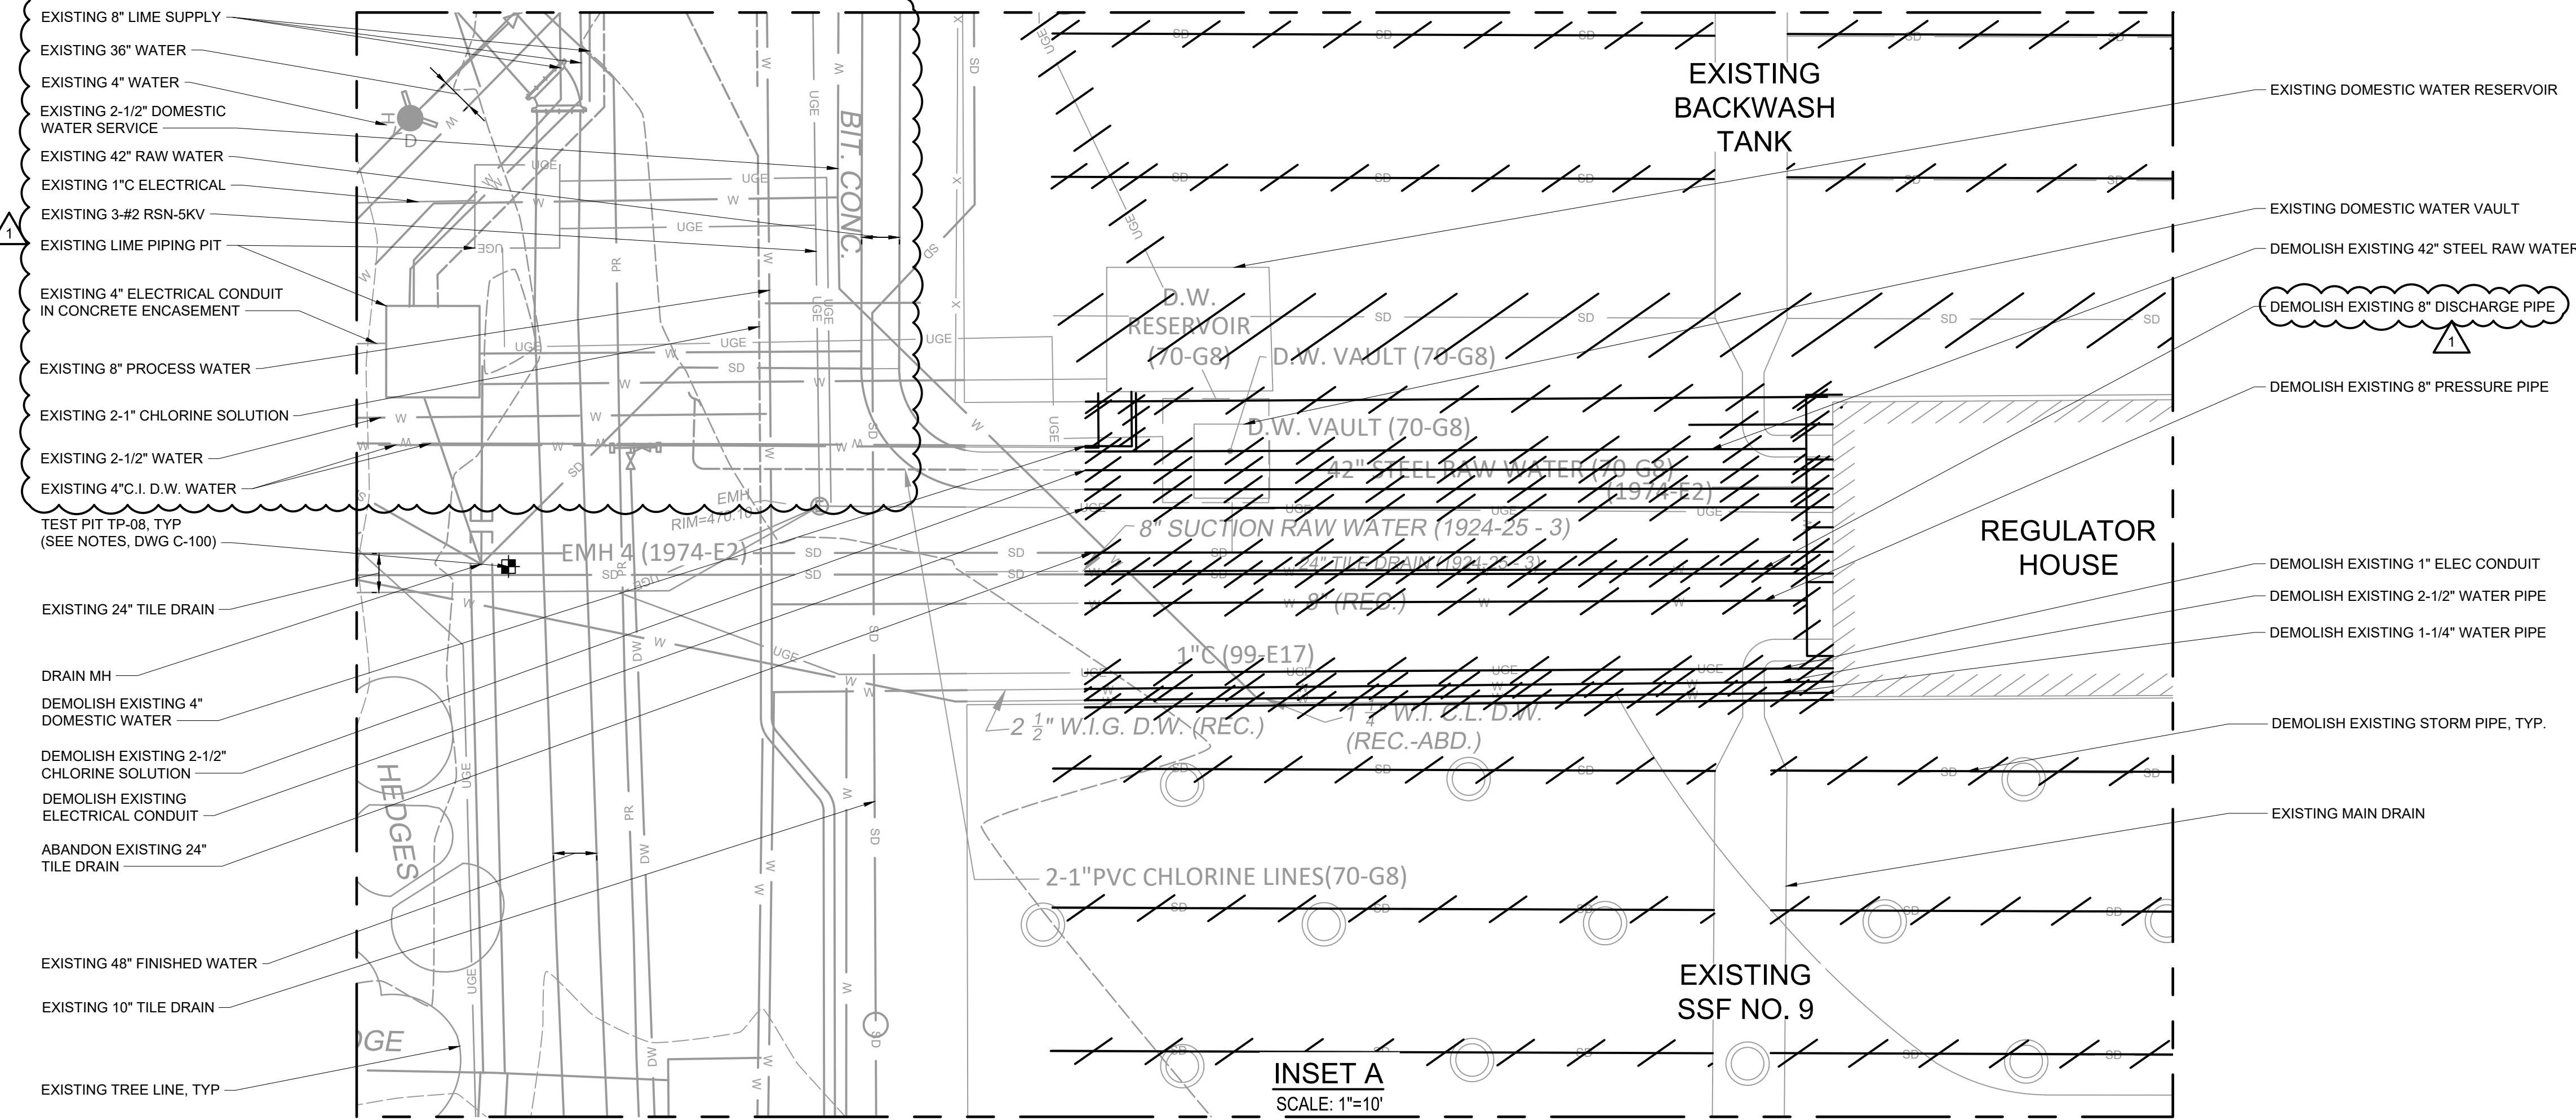 EXISTING 8" LIME SUPPLY
EXISTING 36" WATER
EXISTING 4" WATER
EXISTING 2-1/2" DOMESTIC
WATER SERVICE
EXISTING 42" RAW WATER
EXISTING 1"C ELECTRICAL
EXISTING 3-#2 RSN-5KV
1
EXISTING LIME PIPING PIT
EXISTING 4" ELECTRICAL CONDUIT
IN CONCRETE ENCASEMENT
EXISTING 8" PROCESS WATER
EXISTING 2-1" CHLORINE SOLUTION
EXISTING 2-1/2" WATER
EXISTING 4"C.I. D.W. WATER
TEST PIT TP-08, TYP
(SEE NOTES, DWG C-100)
EXISTING 24" TILE DRAIN
DRAIN MH
DEMOLISH EXISTING 4"
DOMESTIC WATER
DEMOLISH EXISTING 2-1/2"
CHLORINE SOLUTION
DEMOLISH EXISTING
ELECTRICAL CONDUIT
ABANDON EXISTING 24"
TILE DRAIN
EXISTING 48" FINISHED WATER
EXISTING 10" TILE DRAIN
EXISTING TREE LINE, TYP
HYD
BIT. CONC.
EMH
RIM=470.10
EMH 4 (1974-E2)
HEDGES
DGE
UGE
W
SD
PR
DW
X
EXISTING
BACKWASH
TANK
D.W.
RESERVOIR
(70-G8)
D.W. VAULT (70-G8)
D.W. VAULT (70-G8)
42" STEEL RAW WATER (70-G8)
(1974-E2)
8" SUCTION RAW WATER (1924-25 - 3)
24" TILE DRAIN (1924-25 - 3)
8" (REC.)
1"C (99-E17)
2 1/2" W.I.G. D.W. (REC.)
1 1/4" W.I. C.L. D.W.
(REC.-ABD.)
2-1"PVC CHLORINE LINES(70-G8)
REGULATOR
HOUSE
EXISTING
SSF NO. 9
INSET A
SCALE: 1"=10'
EXISTING DOMESTIC WATER RESERVOIR
EXISTING DOMESTIC WATER VAULT
DEMOLISH EXISTING 42" STEEL RAW WATER
DEMOLISH EXISTING 8" DISCHARGE PIPE
1
DEMOLISH EXISTING 8" PRESSURE PIPE
DEMOLISH EXISTING 1" ELEC CONDUIT
DEMOLISH EXISTING 2-1/2" WATER PIPE
DEMOLISH EXISTING 1-1/4" WATER PIPE
DEMOLISH EXISTING STORM PIPE, TYP.
EXISTING MAIN DRAIN